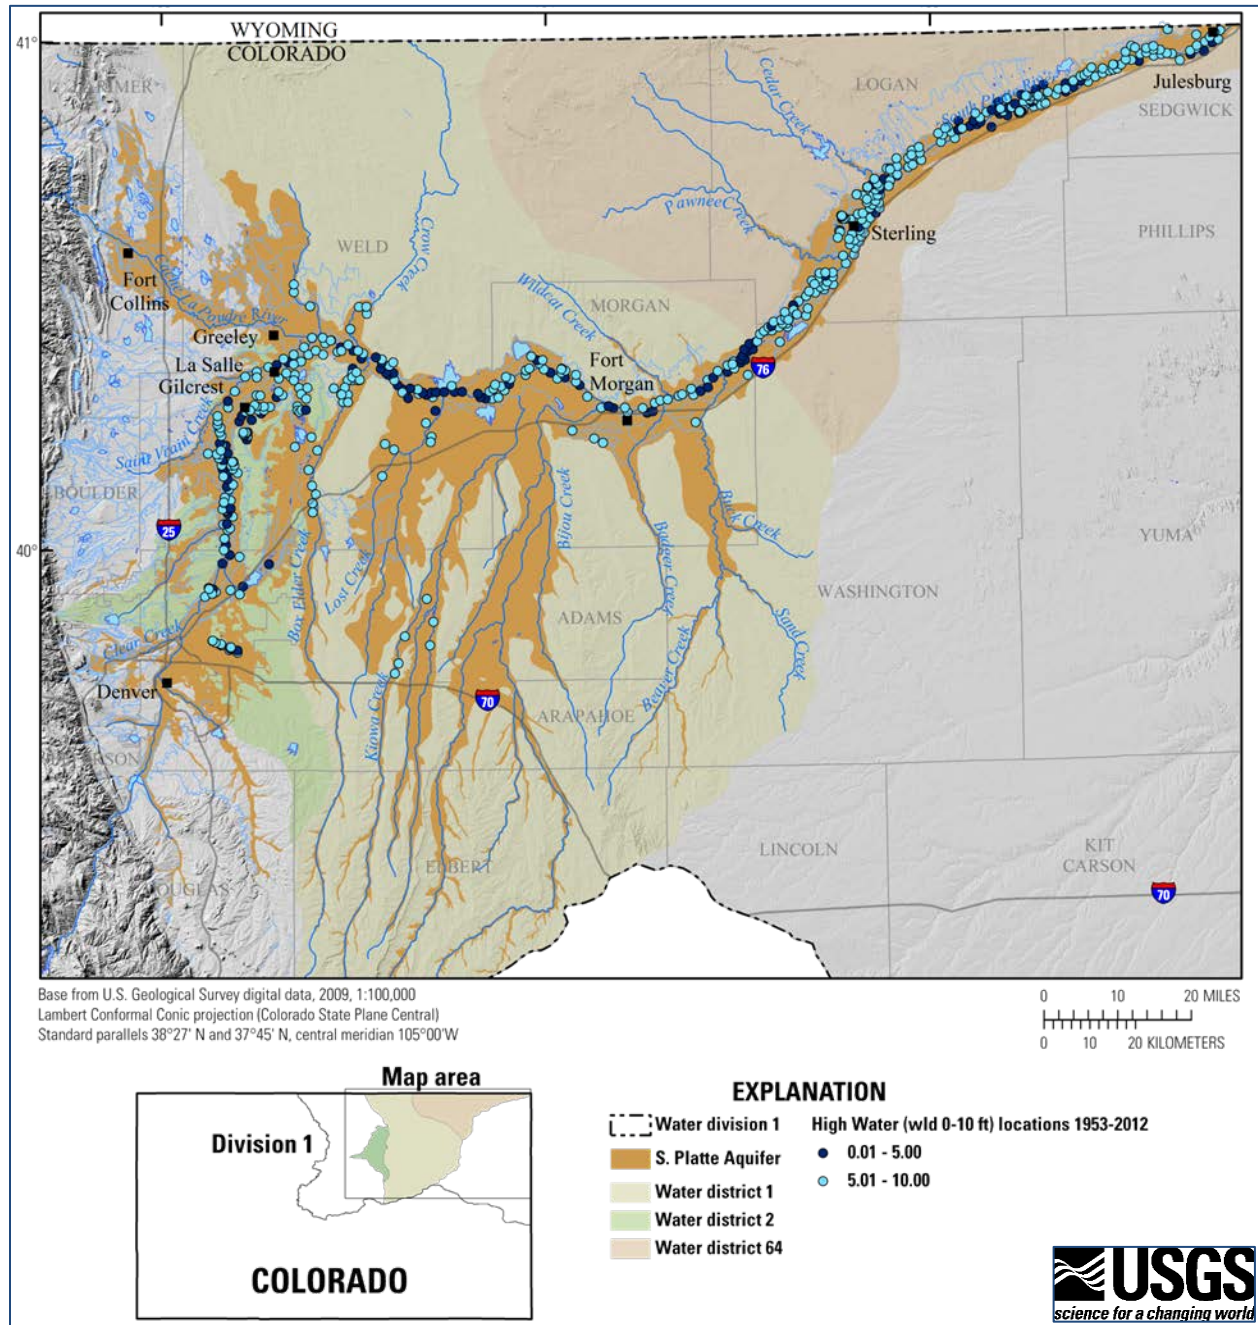 WYOMING
COLORADO
41°
LARIMER
LOGAN
Cedar Creek
South Platte River
Julesburg
SEDGWICK
Pawnee Creek
Sterling
PHILLIPS
WELD
Crow Creek
Fort
Collins
Cache La Poudre River
Wildcat Creek
MORGAN
Greeley
La Salle
Gilcrest
Fort
Morgan
76
Saint Vrain Creek
BOULDER
25
40°
Bijou Creek
Buck Creek
YUMA
Lost Creek
Box Elder Creek
Badger Creek
ADAMS
WASHINGTON
Sand Creek
Clear Creek
Beaver Creek
Denver
Kiowa Creek
70
ARAPAHOE
JEFFERSON
ELBERT
DOUGLAS
LINCOLN
KIT
CARSON
70
Base from U.S. Geological Survey digital data, 2009, 1:100,000
Lambert Conformal Conic projection (Colorado State Plane Central)
Standard parallels 38°27' N and 37°45' N, central meridian 105°00'W
0 10 20 MILES
0 10 20 KILOMETERS
Map area
Division 1
COLORADO
EXPLANATION
Water division 1
S. Platte Aquifer
Water district 1
Water district 2
Water district 64
High Water (wld 0-10 ft) locations 1953-2012
0.01 - 5.00
5.01 - 10.00
USGS
science for a changing world